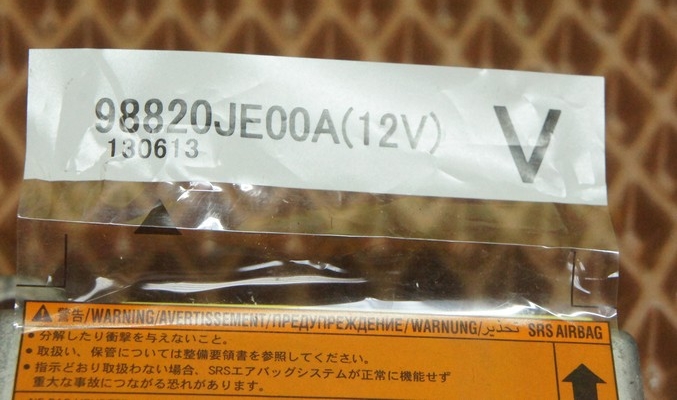 98820JE00A(12V) V
130613
警告/WARNING/AVERTISSEMENT/ПРЕДУПРЕЖДЕНИЕ/WARNUNG/تحذير SRS AIRBAG
• 分解したり衝撃を与えないこと。
• 取扱い、保管については整備要領書を参照してください。
• 指示どおり取扱わない場合、SRSエアバッグシステムが正常に機能せず
重大な事故につながる恐れがあります。